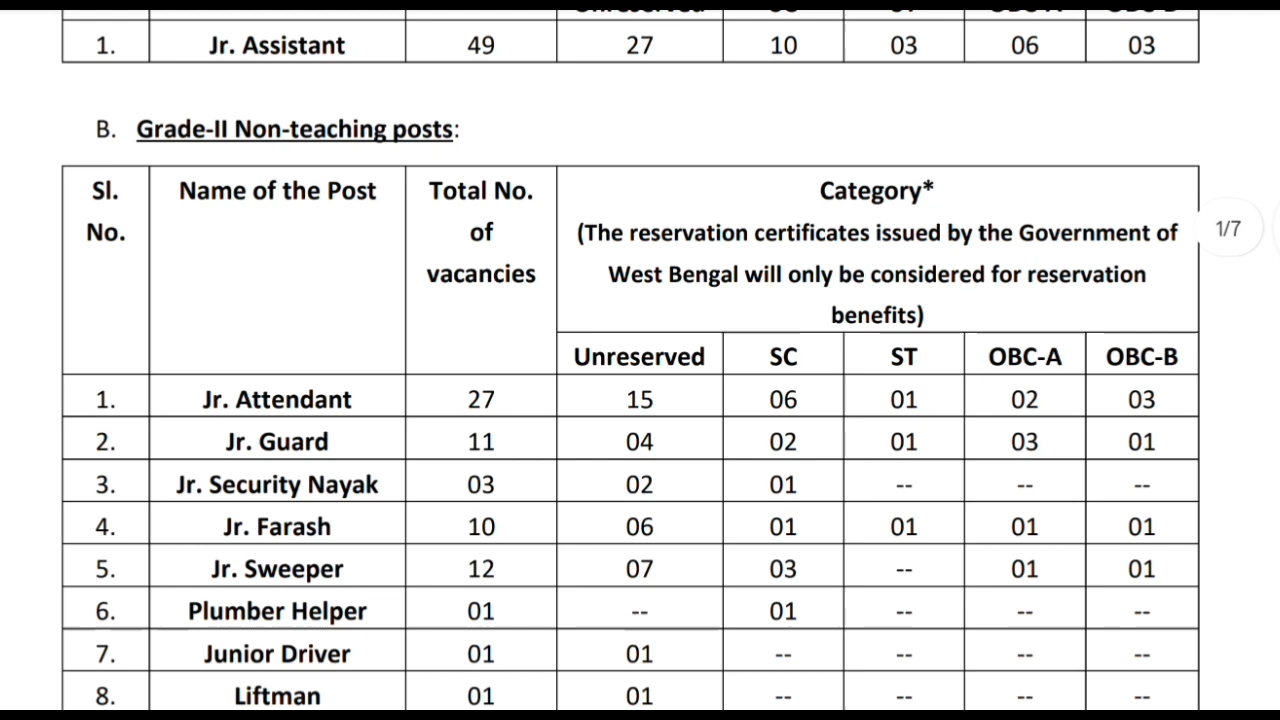 1. Jr. Assistant 49 27 10 03 06 03
B. Grade-II Non-teaching posts:
Sl. No. Name of the Post Total No. of vacancies Category*
(The reservation certificates issued by the Government of
West Bengal will only be considered for reservation
benefits)
Unreserved SC ST OBC-A OBC-B
1. Jr. Attendant 27 15 06 01 02 03
2. Jr. Guard 11 04 02 01 03 01
3. Jr. Security Nayak 03 02 01 -- -- --
4. Jr. Farash 10 06 01 01 01 01
5. Jr. Sweeper 12 07 03 -- 01 01
6. Plumber Helper 01 -- 01 -- -- --
7. Junior Driver 01 01 -- -- -- --
8. Liftman 01 01 -- -- -- --
1/7